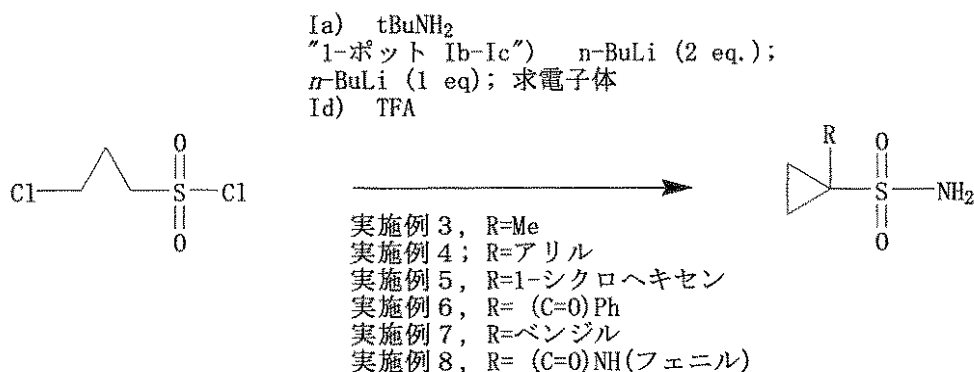 Ia) tBuNH2
"1-ポット Ib-Ic") n-BuLi (2 eq.);
n-BuLi (1 eq); 求電子体
Id) TFA
Cl
O
S
O
Cl
R
O
S
O
NH2
実施例3, R=Me
実施例4; R=アリル
実施例5, R=1-シクロヘキセン
実施例6, R= (C=O)Ph
実施例7, R=ベンジル
実施例8, R= (C=O)NH(フェニル)